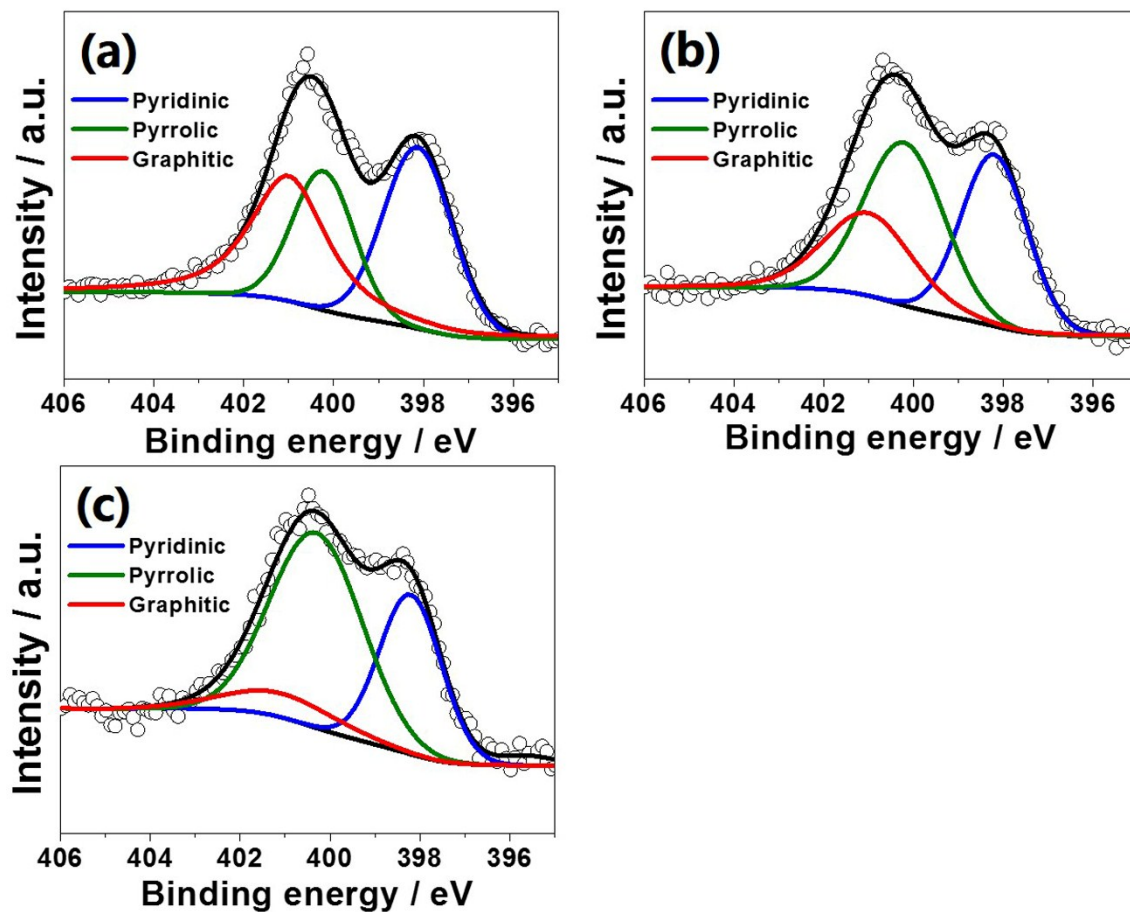 (a)
Pyridinic
Pyrrolic
Graphitic
Intensity / a.u.
406 404 402 400 398 396
Binding energy / eV
(b)
Pyridinic
Pyrrolic
Graphitic
Intensity / a.u.
406 404 402 400 398 396
Binding energy / eV
(c)
Pyridinic
Pyrrolic
Graphitic
Intensity / a.u.
406 404 402 400 398 396
Binding energy / eV